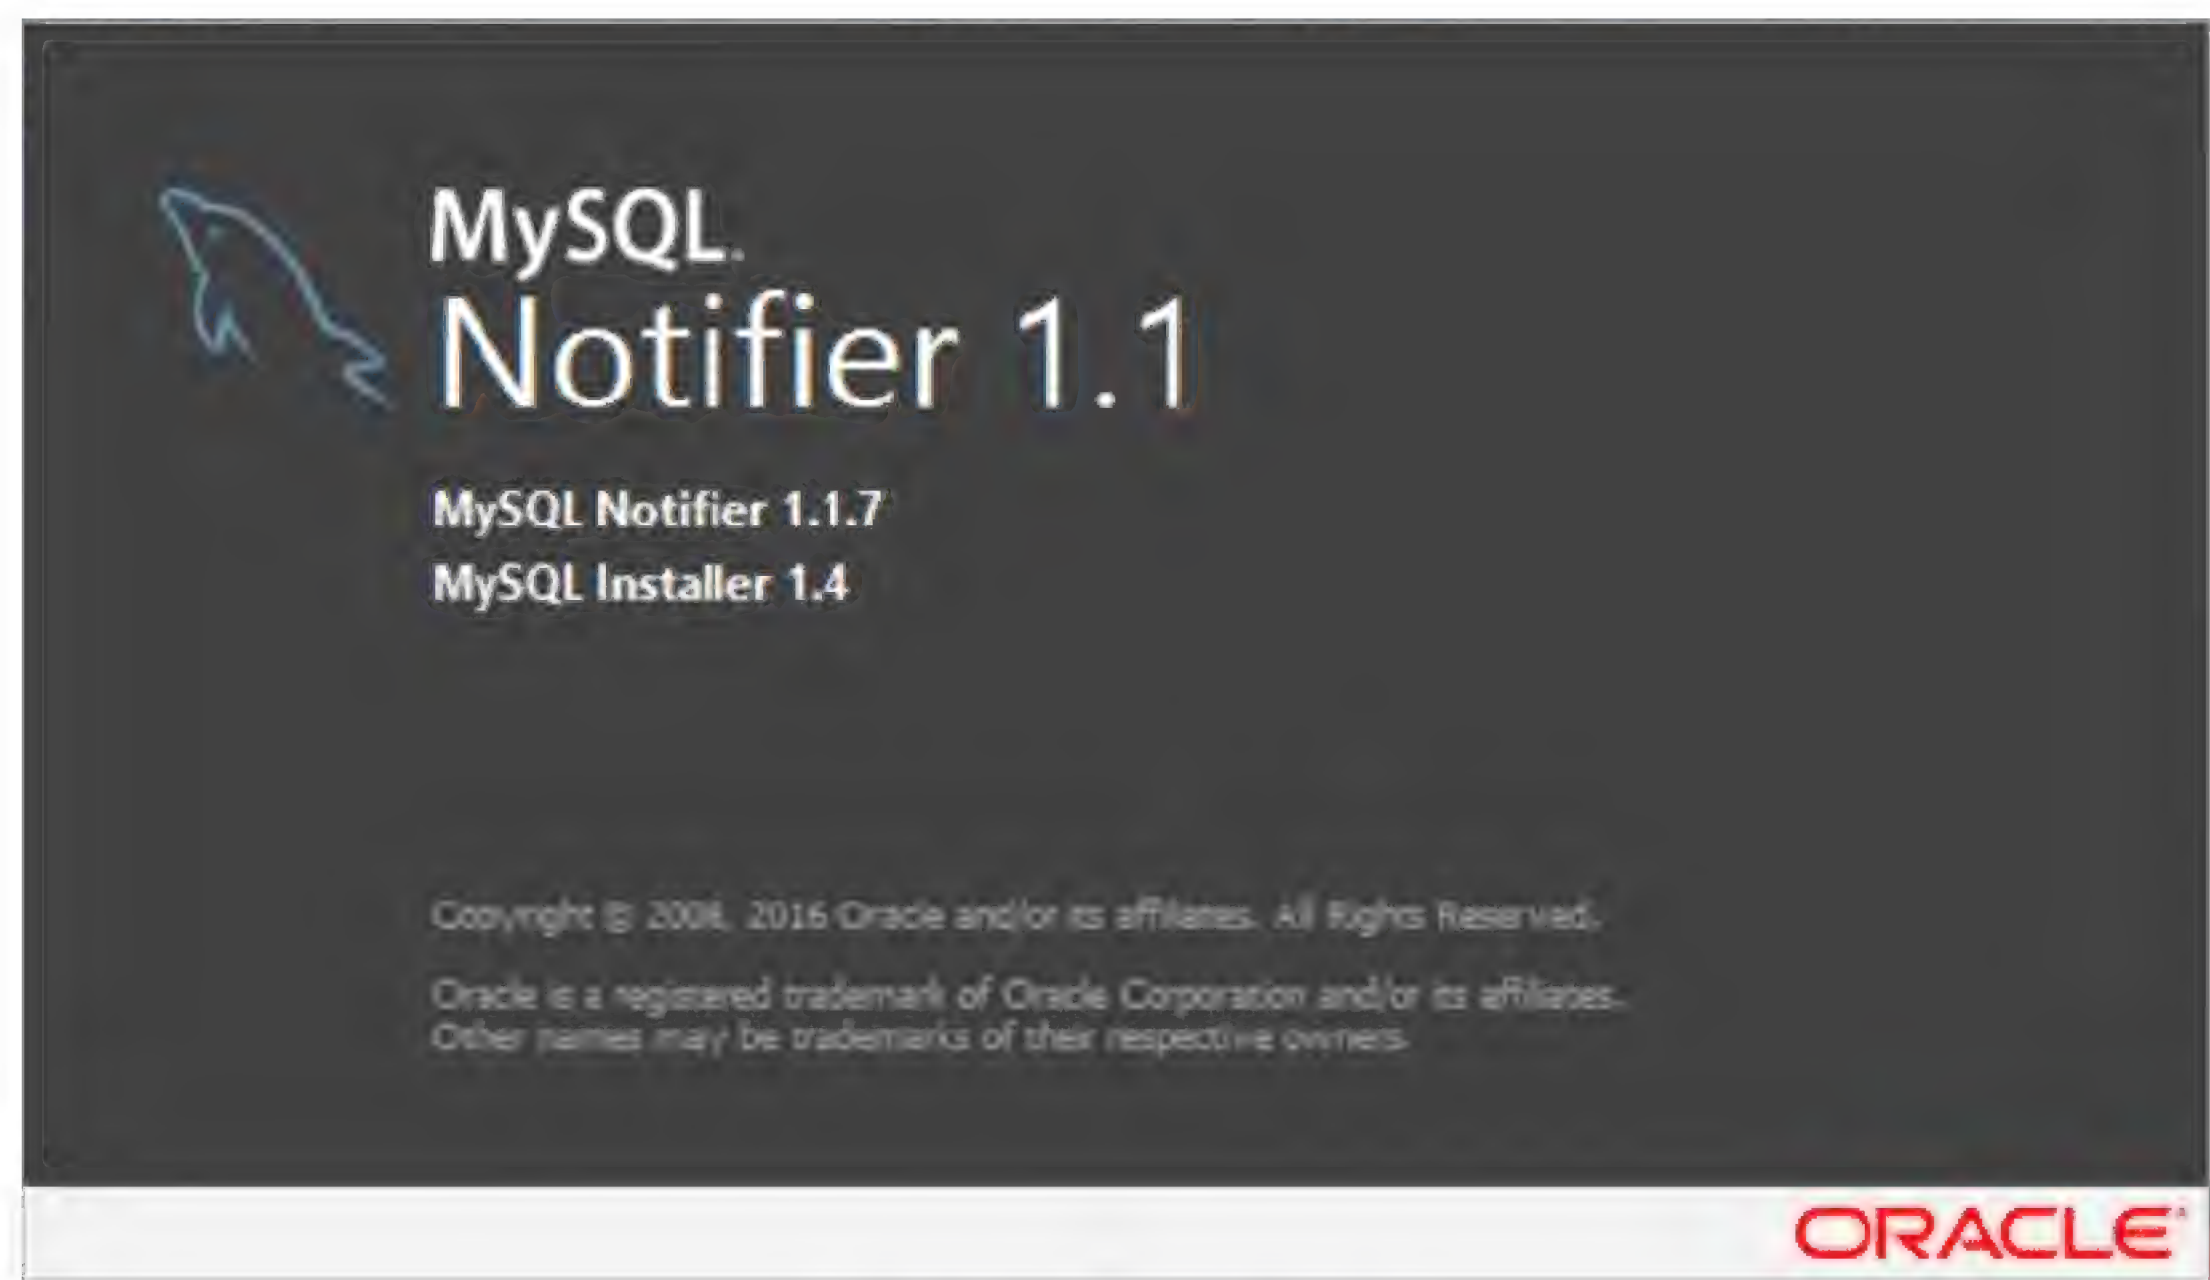 MySQL.
Notifier 1.1
MySQL Notifier 1.1.7
MySQL Installer 1.4
Copyright © 2006, 2016 Oracle and/or its affiliates. All Rights Reserved.
Oracle is a registered trademark of Oracle Corporation and/or its affiliates.
Other names may be trademarks of their respective owners.
ORACLE